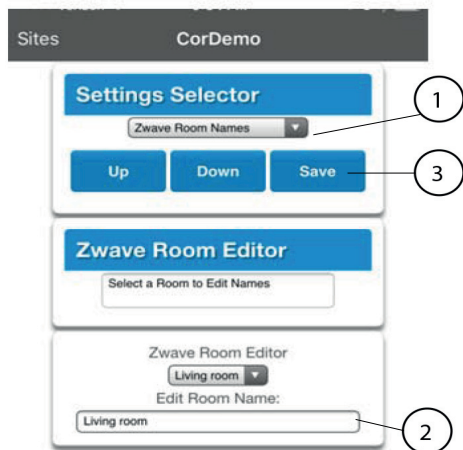 Sites CorDemo
Settings Selector
Zwave Room Names
1
Up Down Save
3
Zwave Room Editor
Select a Room to Edit Names
Zwave Room Editor
Living room
Edit Room Name:
Living room
2